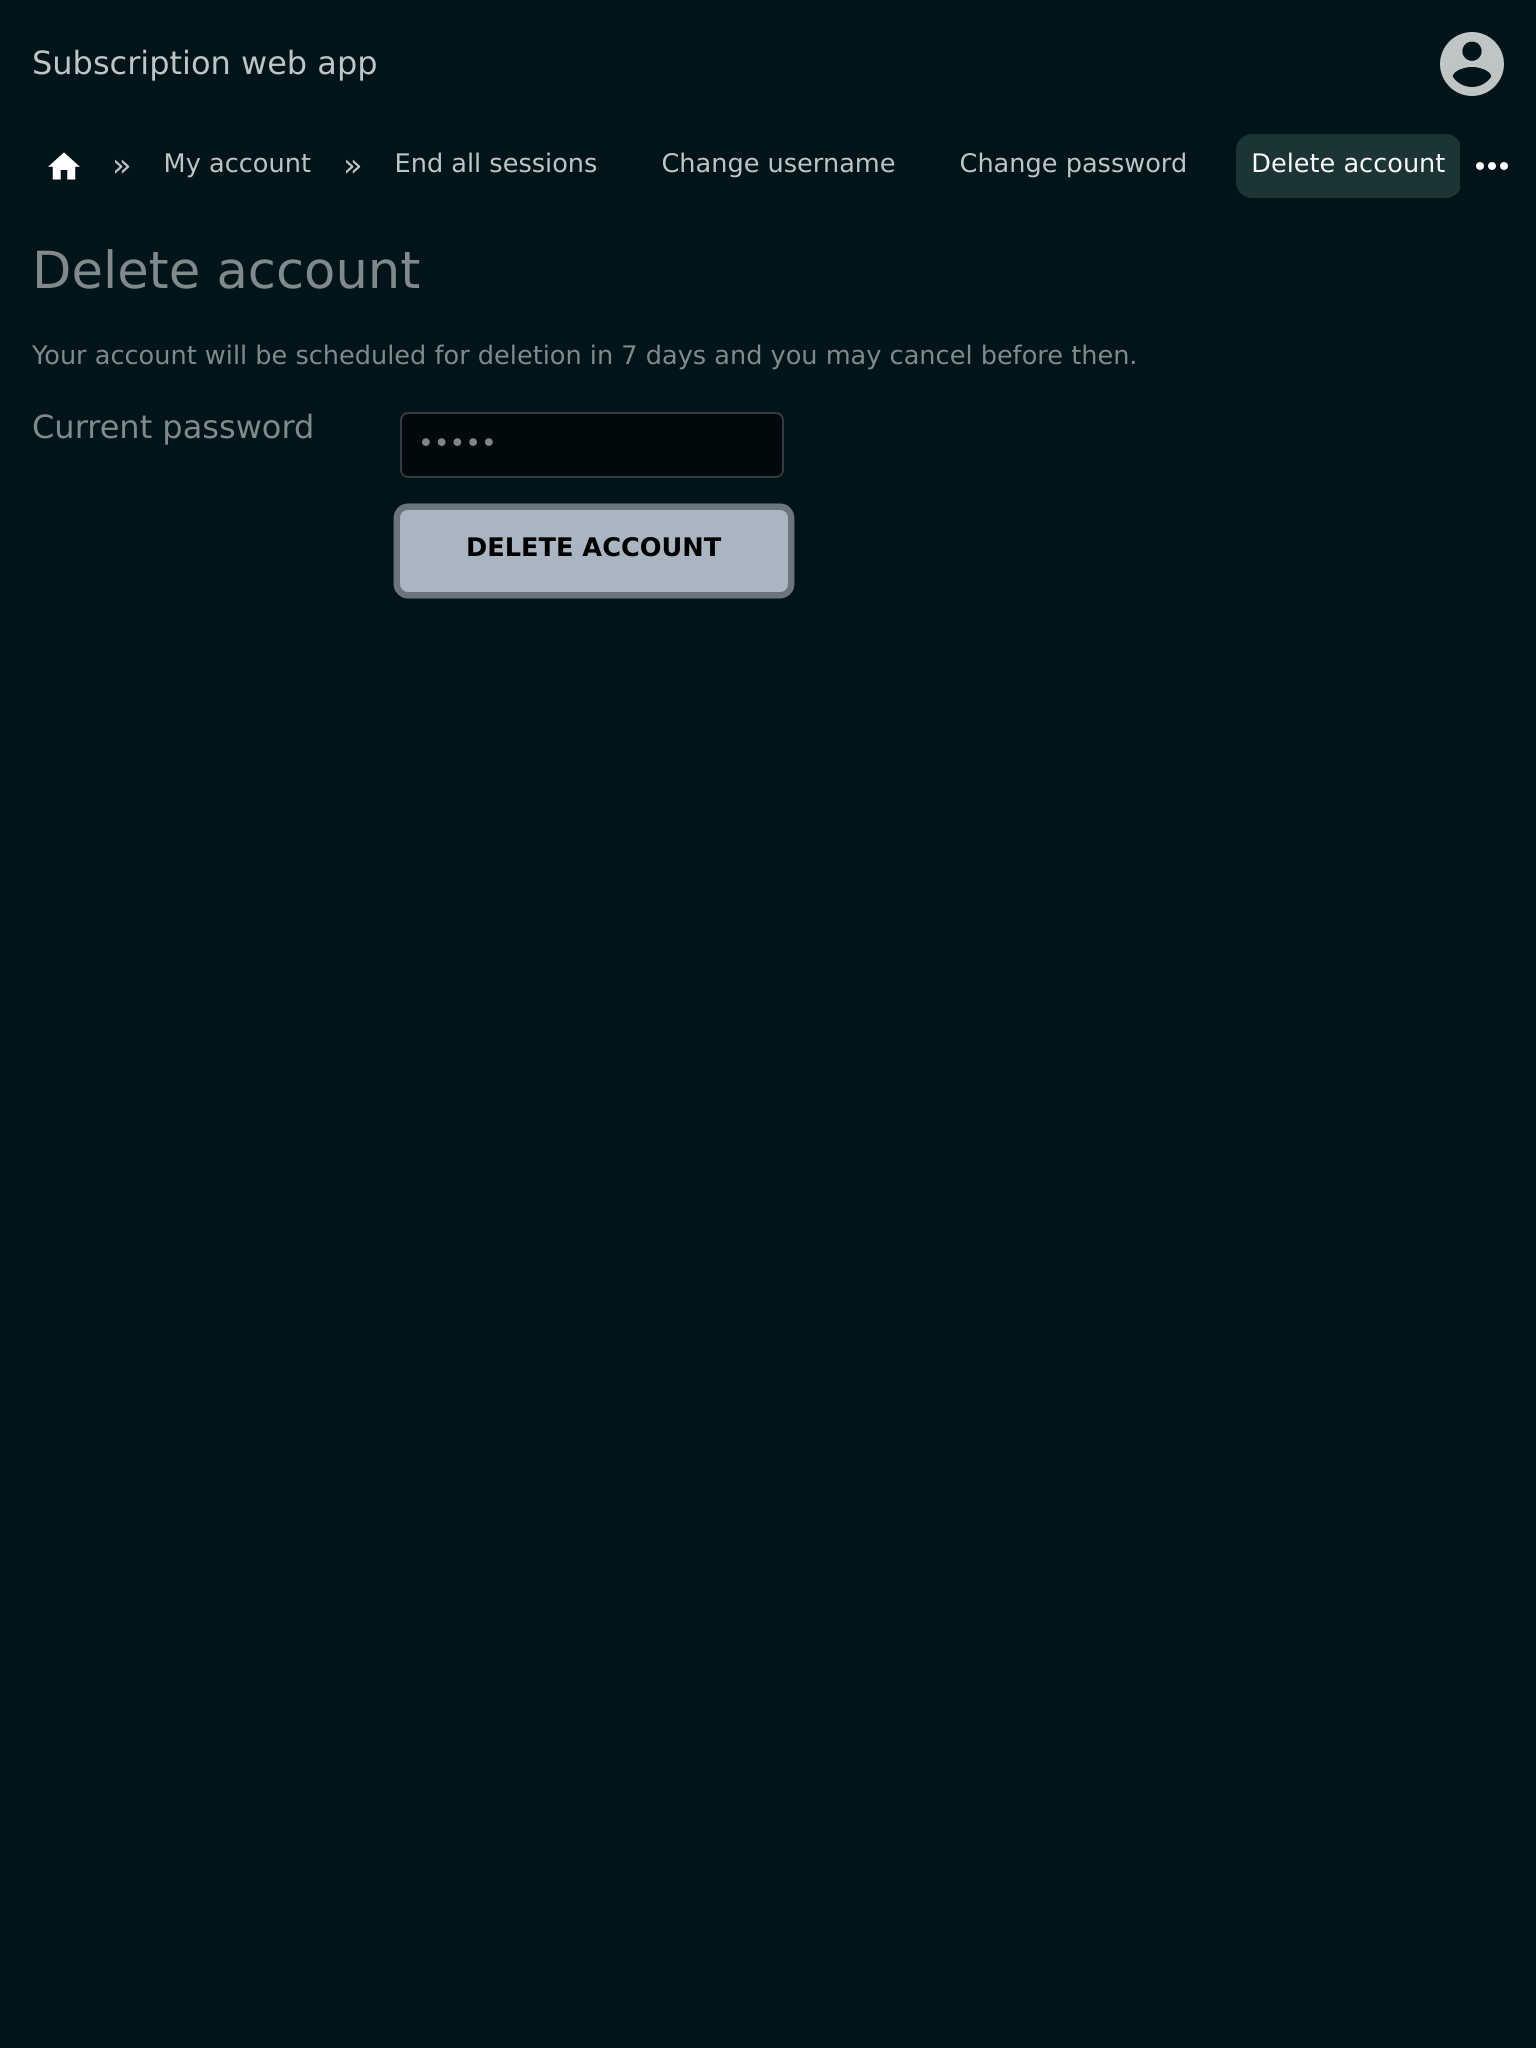 Subscription web app
» My account » End all sessions Change username Change password Delete account
Delete account
Your account will be scheduled for deletion in 7 days and you may cancel before then.
Current password •••••
DELETE ACCOUNT